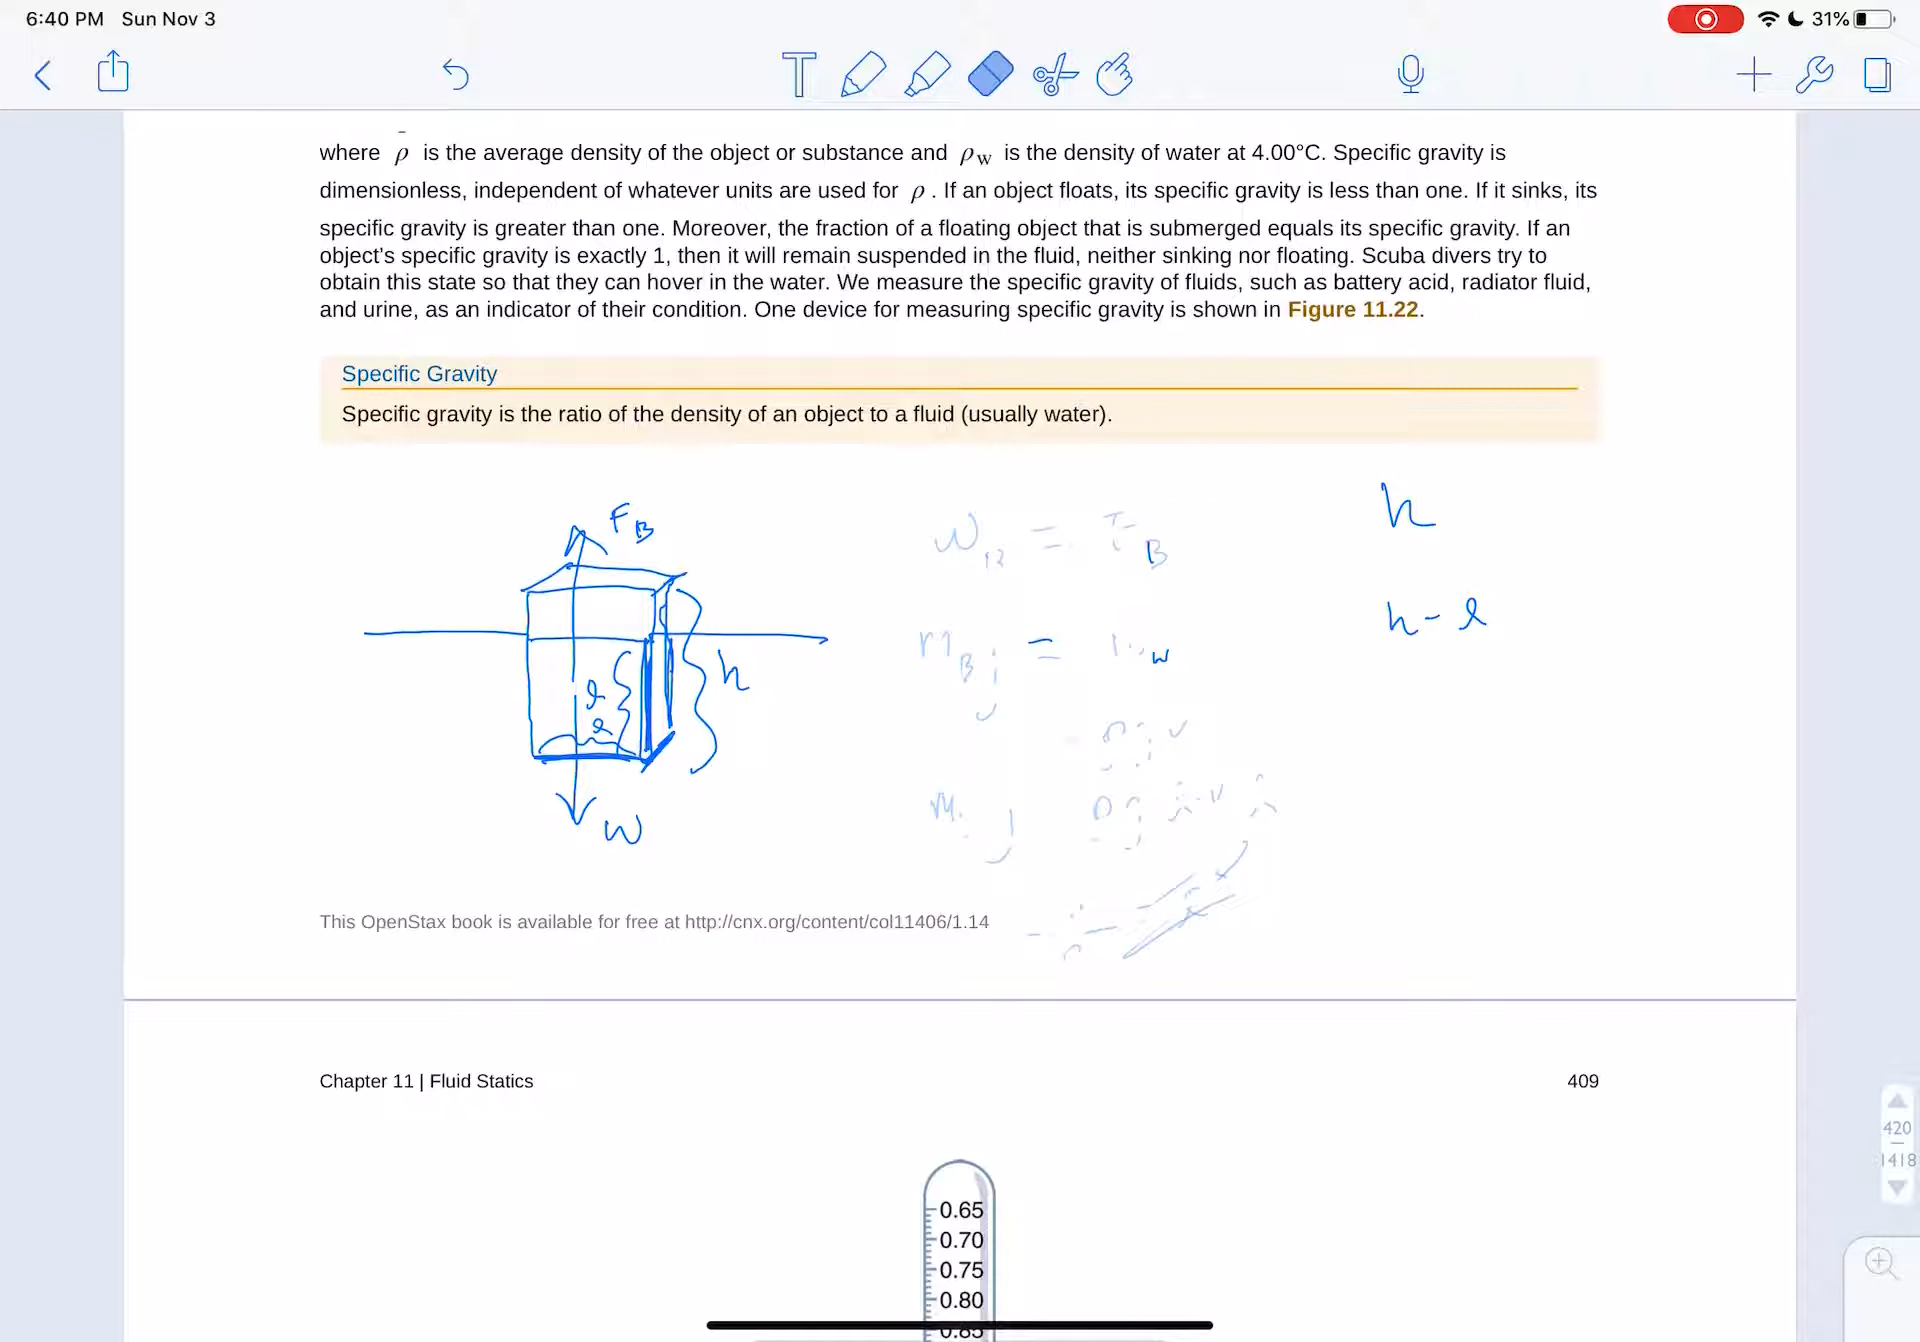 6:40 PM Sun Nov 3
31%
where ρ is the average density of the object or substance and ρw is the density of water at 4.00°C. Specific gravity is
dimensionless, independent of whatever units are used for ρ . If an object floats, its specific gravity is less than one. If it sinks, its
specific gravity is greater than one. Moreover, the fraction of a floating object that is submerged equals its specific gravity. If an
object's specific gravity is exactly 1, then it will remain suspended in the fluid, neither sinking nor floating. Scuba divers try to
obtain this state so that they can hover in the water. We measure the specific gravity of fluids, such as battery acid, radiator fluid,
and urine, as an indicator of their condition. One device for measuring specific gravity is shown in Figure 11.22.
Specific Gravity
Specific gravity is the ratio of the density of an object to a fluid (usually water).
FB
h
l
l
W
h
h - l
This OpenStax book is available for free at http://cnx.org/content/col11406/1.14
Chapter 11 | Fluid Statics
409
420
1418
0.65
0.70
0.75
0.80
0.85